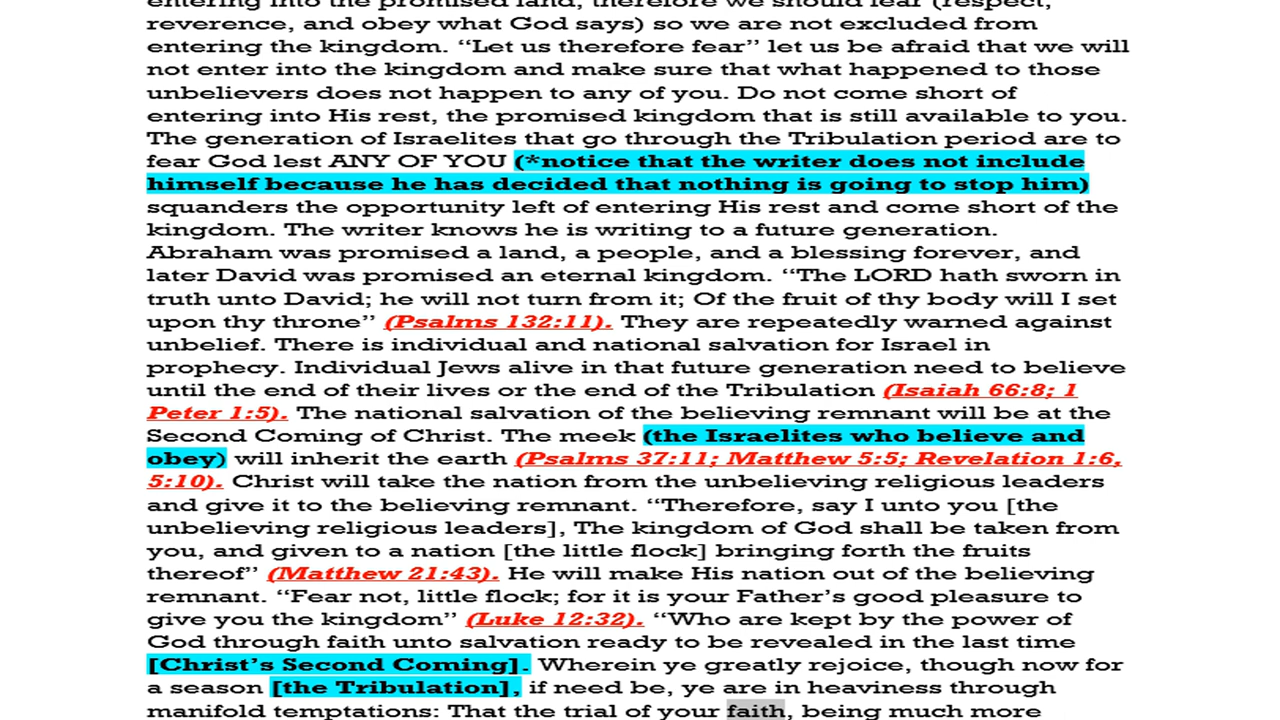 entering into the promised land, therefore we should fear (respect,
reverence, and obey what God says) so we are not excluded from
entering the kingdom. “Let us therefore fear” let us be afraid that we will
not enter into the kingdom and make sure that what happened to those
unbelievers does not happen to any of you. Do not come short of
entering into His rest, the promised kingdom that is still available to you.
The generation of Israelites that go through the Tribulation period are to
fear God lest ANY OF YOU (*notice that the writer does not include
himself because he has decided that nothing is going to stop him)
squanders the opportunity left of entering His rest and come short of the
kingdom. The writer knows he is writing to a future generation.
Abraham was promised a land, a people, and a blessing forever, and
later David was promised an eternal kingdom. “The LORD hath sworn in
truth unto David; he will not turn from it; Of the fruit of thy body will I set
upon thy throne” (Psalms 132:11). They are repeatedly warned against
unbelief. There is individual and national salvation for Israel in
prophecy. Individual Jews alive in that future generation need to believe
until the end of their lives or the end of the Tribulation (Isaiah 66:8; 1
Peter 1:5). The national salvation of the believing remnant will be at the
Second Coming of Christ. The meek (the Israelites who believe and
obey) will inherit the earth (Psalms 37:11; Matthew 5:5; Revelation 1:6,
5:10). Christ will take the nation from the unbelieving religious leaders
and give it to the believing remnant. “Therefore, say I unto you [the
unbelieving religious leaders], The kingdom of God shall be taken from
you, and given to a nation [the little flock] bringing forth the fruits
thereof” (Matthew 21:43). He will make His nation out of the believing
remnant. “Fear not, little flock; for it is your Father’s good pleasure to
give you the kingdom” (Luke 12:32). “Who are kept by the power of
God through faith unto salvation ready to be revealed in the last time
[Christ’s Second Coming]. Wherein ye greatly rejoice, though now for
a season [the Tribulation], if need be, ye are in heaviness through
manifold temptations: That the trial of your faith, being much more